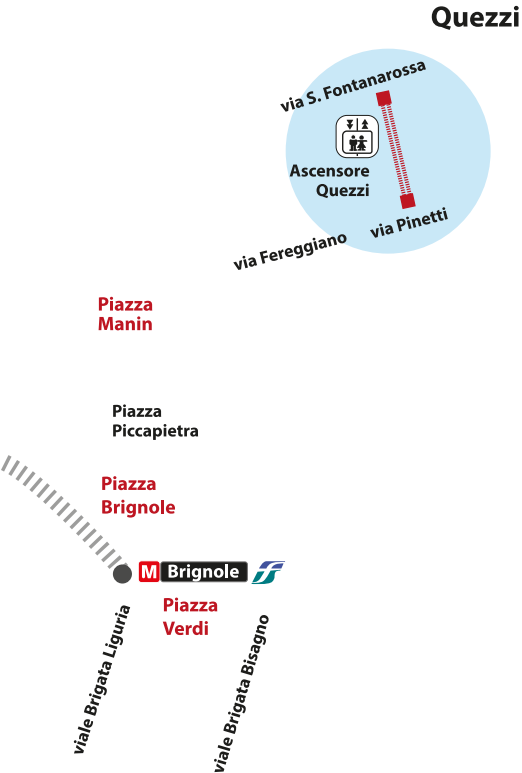 Quezzi
via S. Fontanarossa
Ascensore
Quezzi
via Pinetti
via Fereggiano
Piazza
Manin
Piazza
Piccapietra
Piazza
Brignole
M Brignole
Piazza
Verdi
viale Brigata Liguria
viale Brigata Bisagno